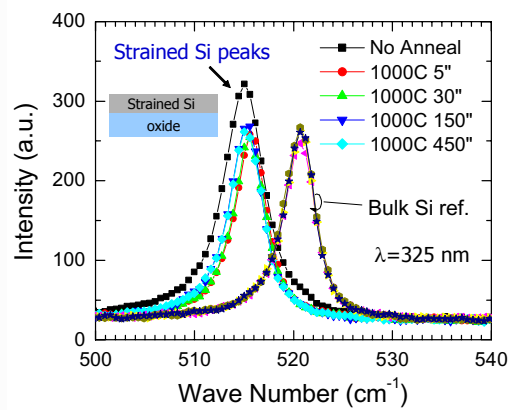 400
300
200
100
0
500
510
520
530
540
Intensity (a.u.)
Wave Number (cm⁻¹)
Strained Si peaks
Strained Si
oxide
No Anneal
1000C 5"
1000C 30"
1000C 150"
1000C 450"
Bulk Si ref.
λ=325 nm